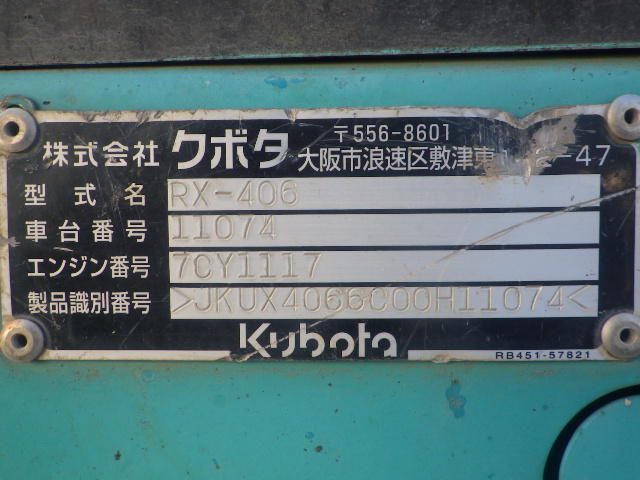 株式会社 クボタ 〒556-8601
大阪市浪速区敷津東 -47
型式名 RX-406
車台番号 11074
エンジン番号 7CY1117
製品識別番号 >JKUX4066C00H11074<
Kubota
RB451-57821